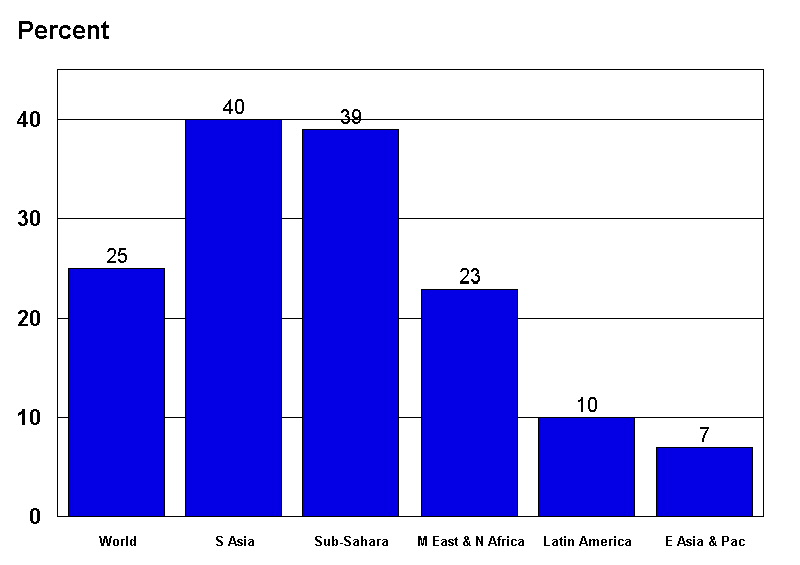 Percent
40
30
20
10
0
25
40
39
23
10
7
World
S Asia
Sub-Sahara
M East & N Africa
Latin America
E Asia & Pac